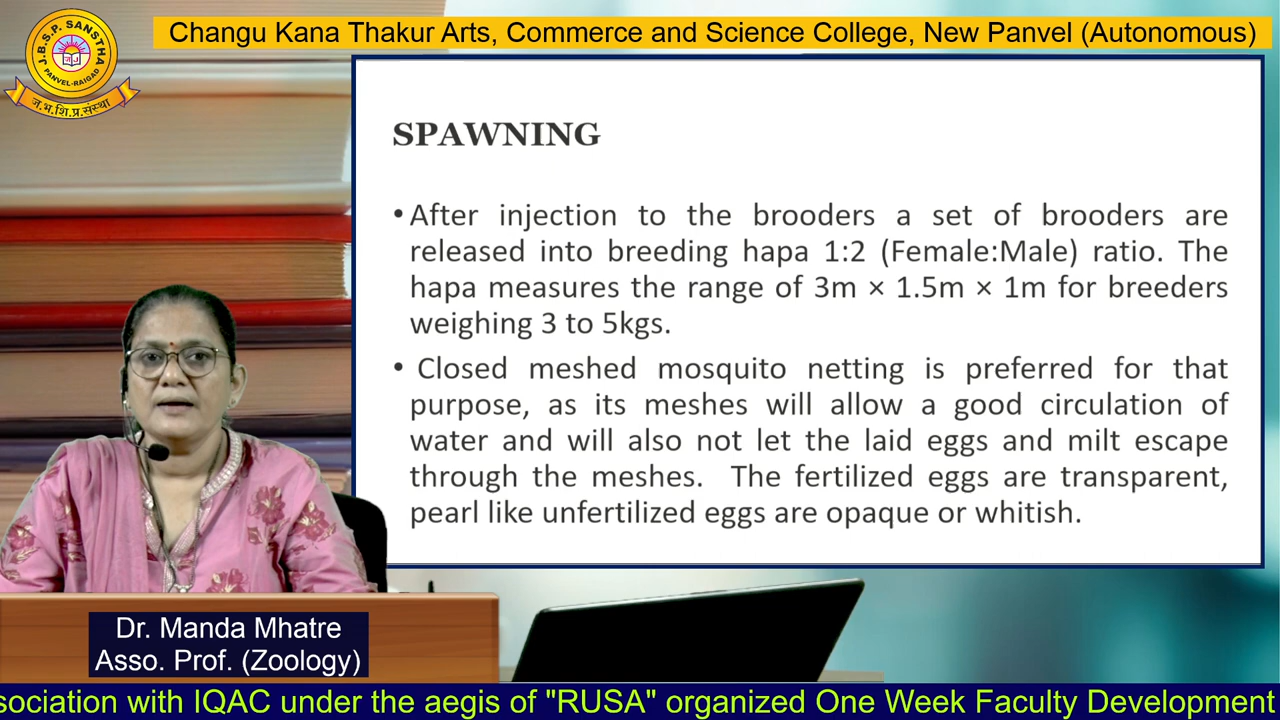 Changu Kana Thakur Arts, Commerce and Science College, New Panvel (Autonomous)
J.B.S.P. SANSTHA
PANVEL-RAIGAD
ज.भ.शि.प्र.संस्था
SPAWNING
• After injection to the brooders a set of brooders are
released into breeding hapa 1:2 (Female:Male) ratio. The
hapa measures the range of 3m × 1.5m × 1m for breeders
weighing 3 to 5kgs.
• Closed meshed mosquito netting is preferred for that
purpose, as its meshes will allow a good circulation of
water and will also not let the laid eggs and milt escape
through the meshes. The fertilized eggs are transparent,
pearl like unfertilized eggs are opaque or whitish.
Dr. Manda Mhatre
Asso. Prof. (Zoology)
sociation with IQAC under the aegis of "RUSA" organized One Week Faculty Development